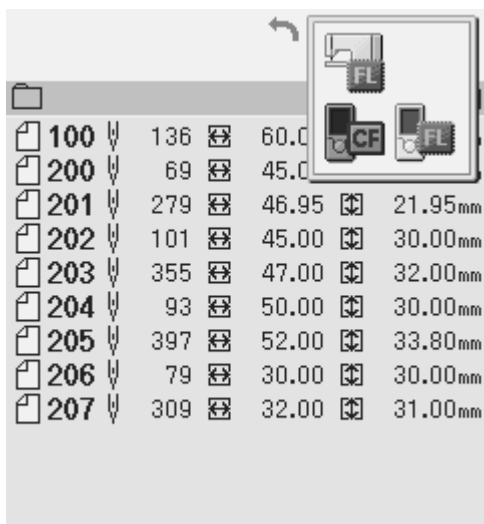 FL
CF FL
100 136 60.0
200 69 45.0
201 279 46.95 21.95mm
202 101 45.00 30.00mm
203 355 47.00 32.00mm
204 93 50.00 30.00mm
205 397 52.00 33.80mm
206 79 30.00 30.00mm
207 309 32.00 31.00mm